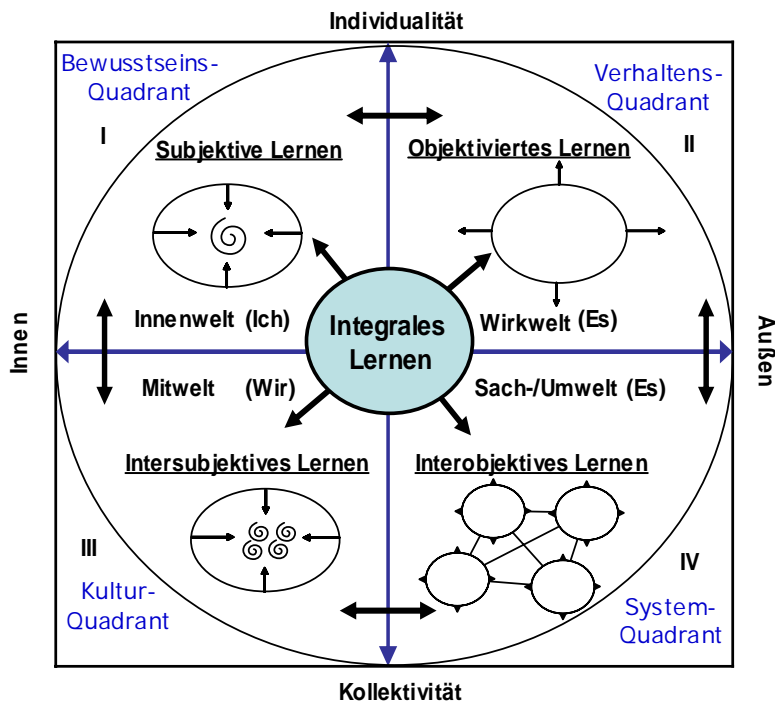 Individualität
Bewusstseins-
Quadrant
Verhaltens-
Quadrant
I
II
Subjektive Lernen
Objektiviertes Lernen
Innen
Außen
Innenwelt (Ich)
Wirkwelt (Es)
Integrales
Lernen
Mitwelt (Wir)
Sach-/Umwelt (Es)
Intersubjektives Lernen
Interobjektives Lernen
III
IV
Kultur-
Quadrant
System-
Quadrant
Kollektivität